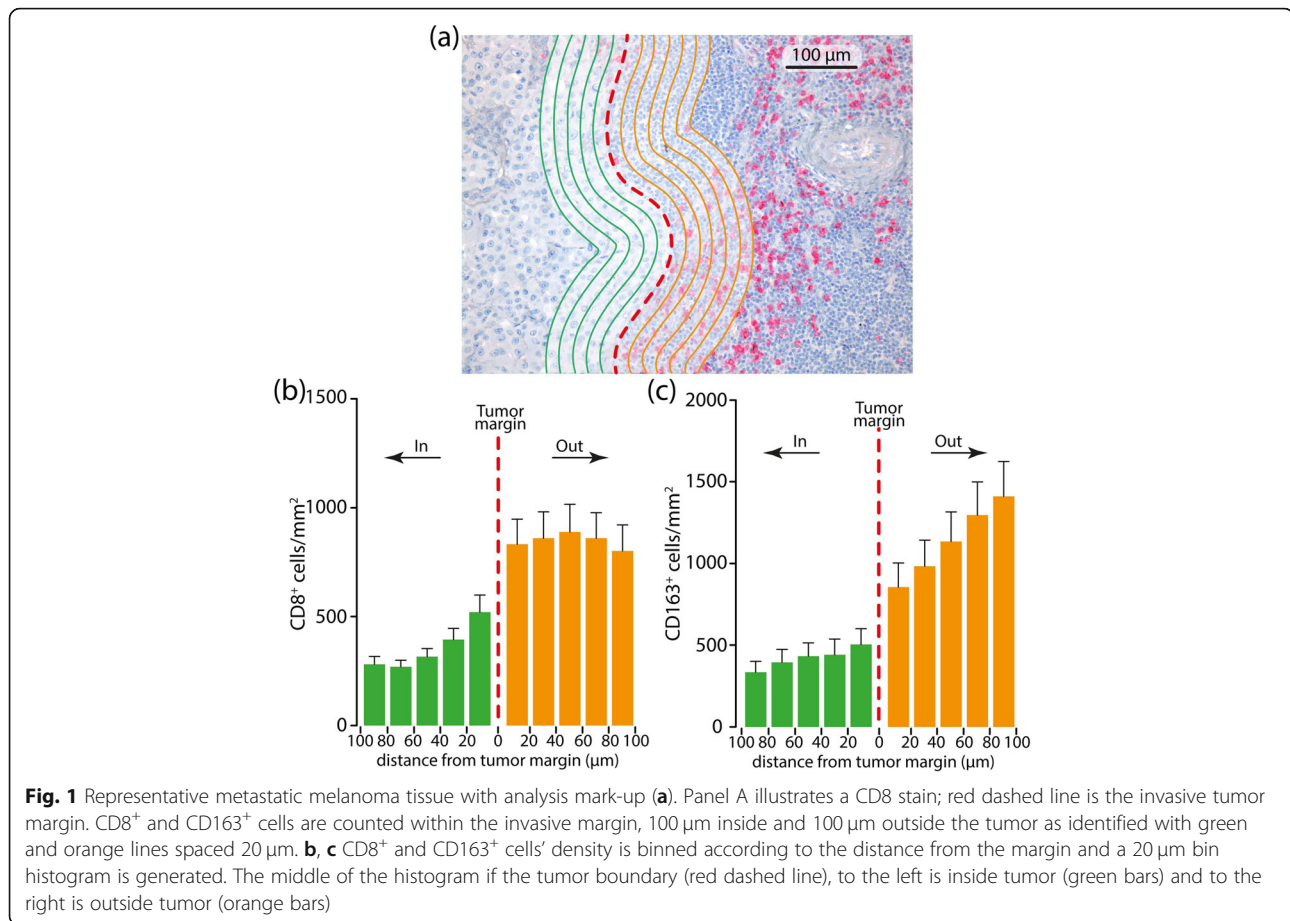 (a)
100 µm
(b)
1500
1000
500
0
CD8⁺ cells/mm²
Tumor
margin
In
Out
100 80 60 40 20 0 20 40 60 80 100
distance from tumor margin (µm)
(c)
2000
1500
1000
500
0
CD163⁺ cells/mm²
Tumor
margin
In
Out
100 80 60 40 20 0 20 40 60 80 100
distance from tumor margin (µm)
Fig. 1 Representative metastatic melanoma tissue with analysis mark-up (a). Panel A illustrates a CD8 stain; red dashed line is the invasive tumor
margin. CD8⁺ and CD163⁺ cells are counted within the invasive margin, 100 µm inside and 100 µm outside the tumor as identified with green
and orange lines spaced 20 µm. b, c CD8⁺ and CD163⁺ cells' density is binned according to the distance from the margin and a 20 µm bin
histogram is generated. The middle of the histogram if the tumor boundary (red dashed line), to the left is inside tumor (green bars) and to the
right is outside tumor (orange bars)